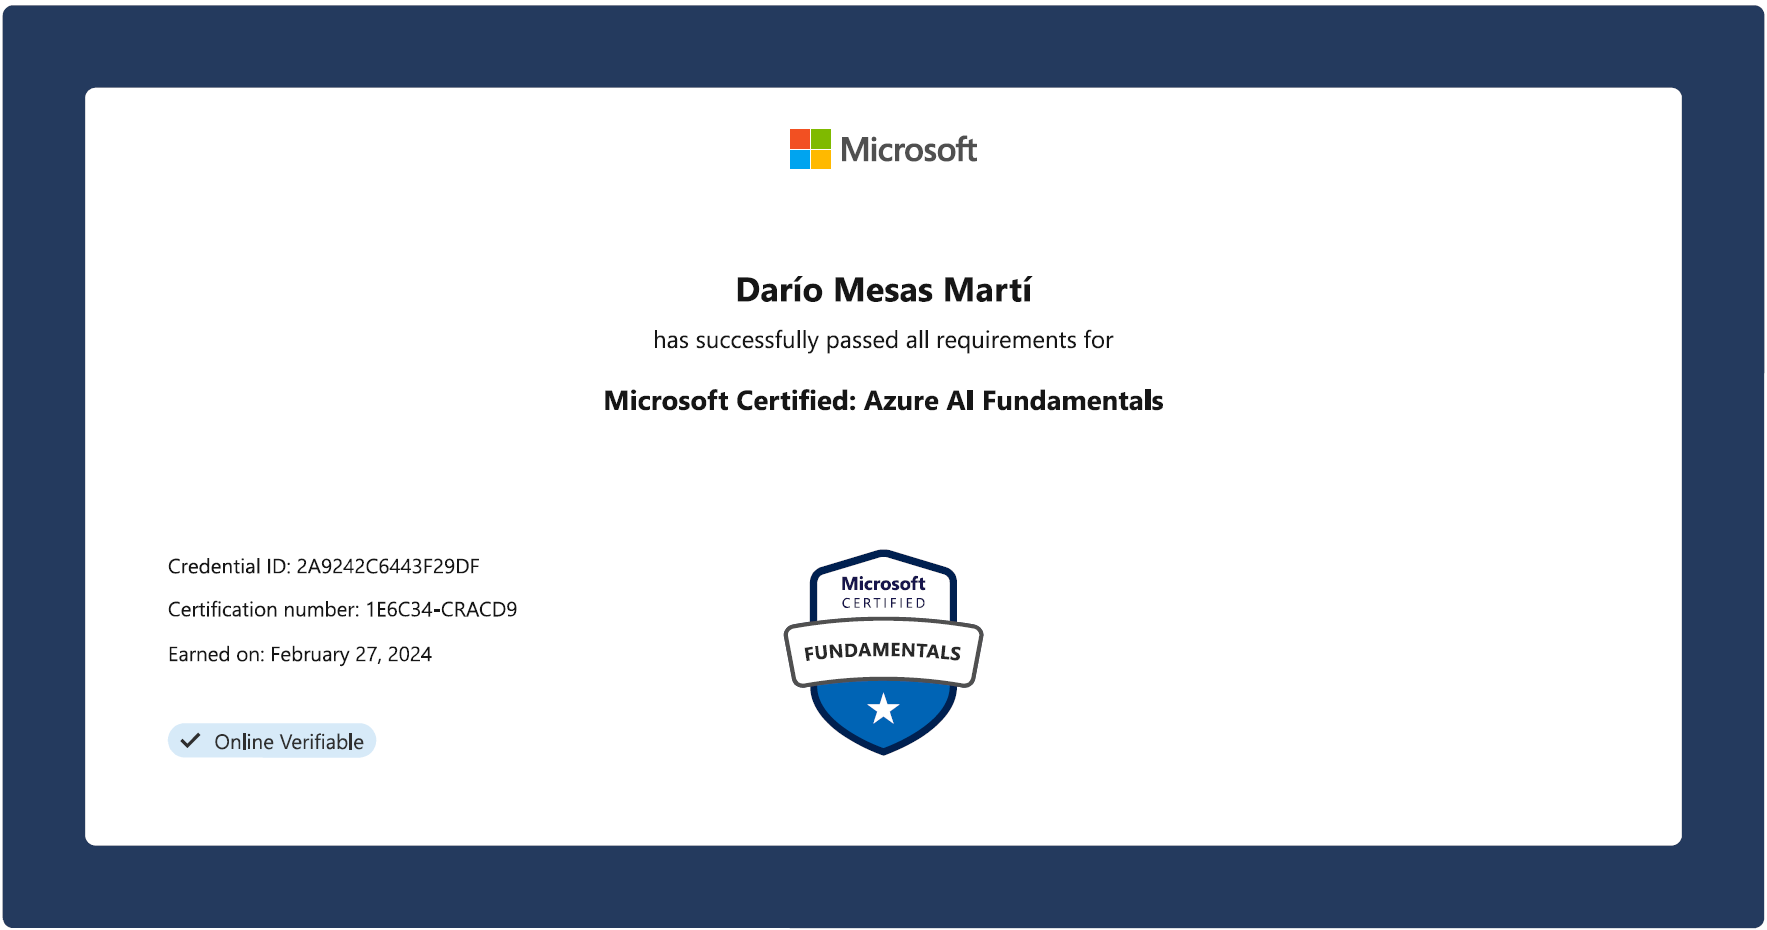 Microsoft
Darío Mesas Martí
has successfully passed all requirements for
Microsoft Certified: Azure AI Fundamentals
Credential ID: 2A9242C6443F29DF
Certification number: 1E6C34-CRACD9
Earned on: February 27, 2024
Online Verifiable
Microsoft
CERTIFIED
FUNDAMENTALS